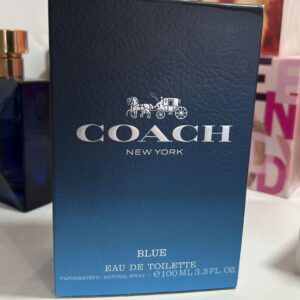 COACH
NEW YORK
BLUE
EAU DE TOILETTE
VAPORISATEUR / NATURAL SPRAY – ℮ 100 ML 3.3 FL. OZ.